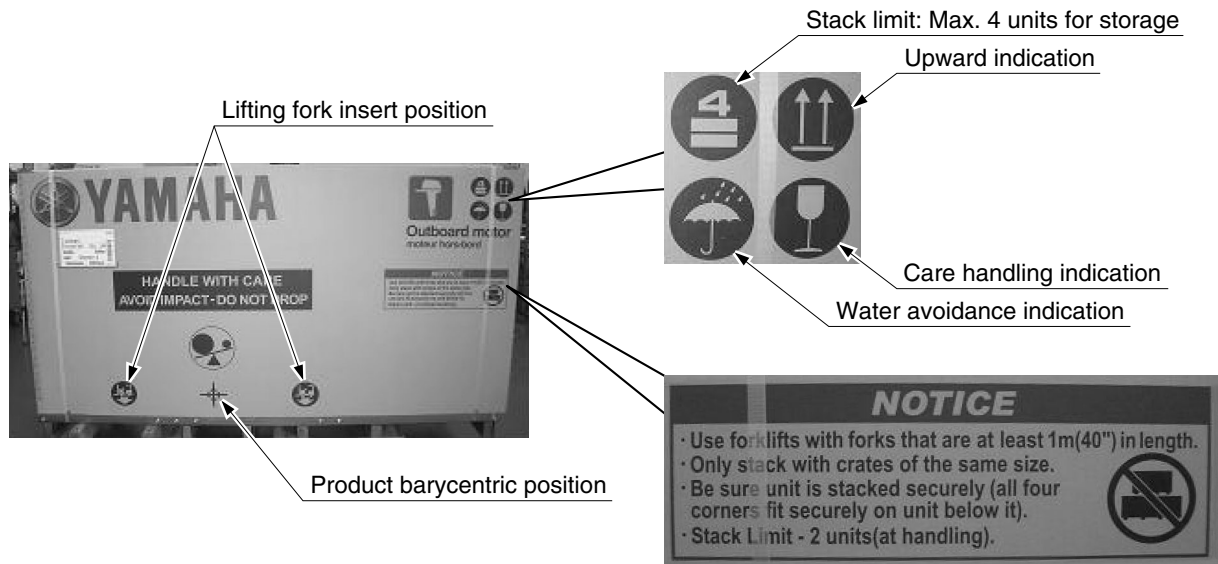 Stack limit: Max. 4 units for storage
Upward indication
Lifting fork insert position
4
YAMAHA
Outboard motor
moteur hors-bord
HANDLE WITH CARE
AVOID IMPACT-DO NOT DROP
NOTICE
Care handling indication
Water avoidance indication
Product barycentric position
NOTICE
· Use forklifts with forks that are at least 1m(40") in length.
· Only stack with crates of the same size.
· Be sure unit is stacked securely (all four
corners fit securely on unit below it).
· Stack Limit - 2 units(at handling).